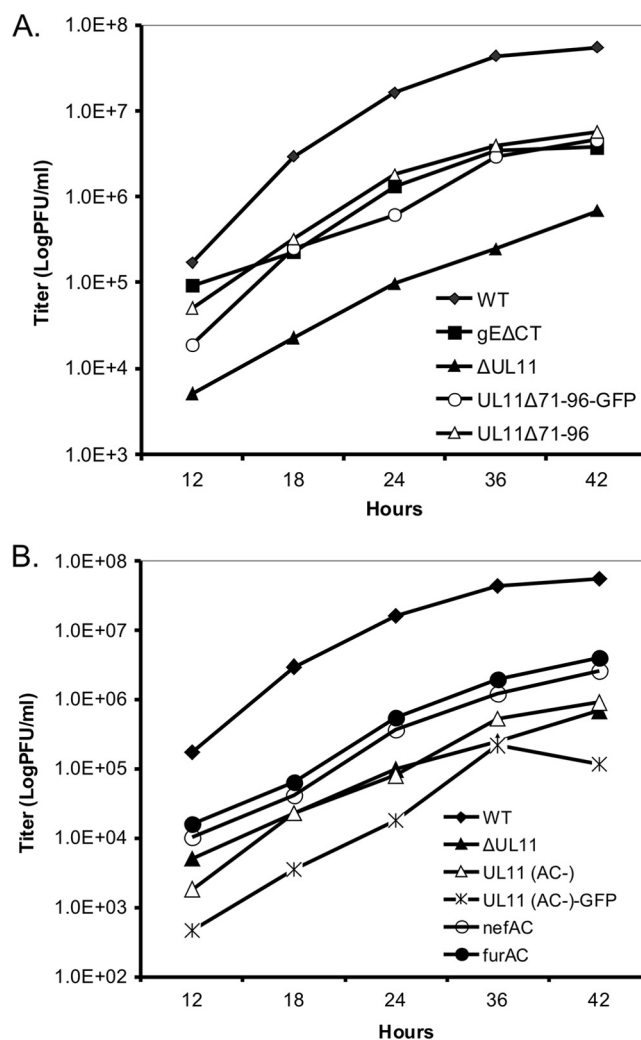 A.
1.0E+8
1.0E+7
1.0E+6
1.0E+5
1.0E+4
1.0E+3
Titer (LogPFU/ml)
WT
gEΔCT
ΔUL11
UL11Δ71-96-GFP
UL11Δ71-96
12 18 24 36 42
Hours
B.
1.0E+08
1.0E+07
1.0E+06
1.0E+05
1.0E+04
1.0E+03
1.0E+02
Titer (LogPFU/ml)
WT
ΔUL11
UL11 (AC-)
UL11 (AC-)-GFP
nefAC
furAC
12 18 24 36 42
Hours